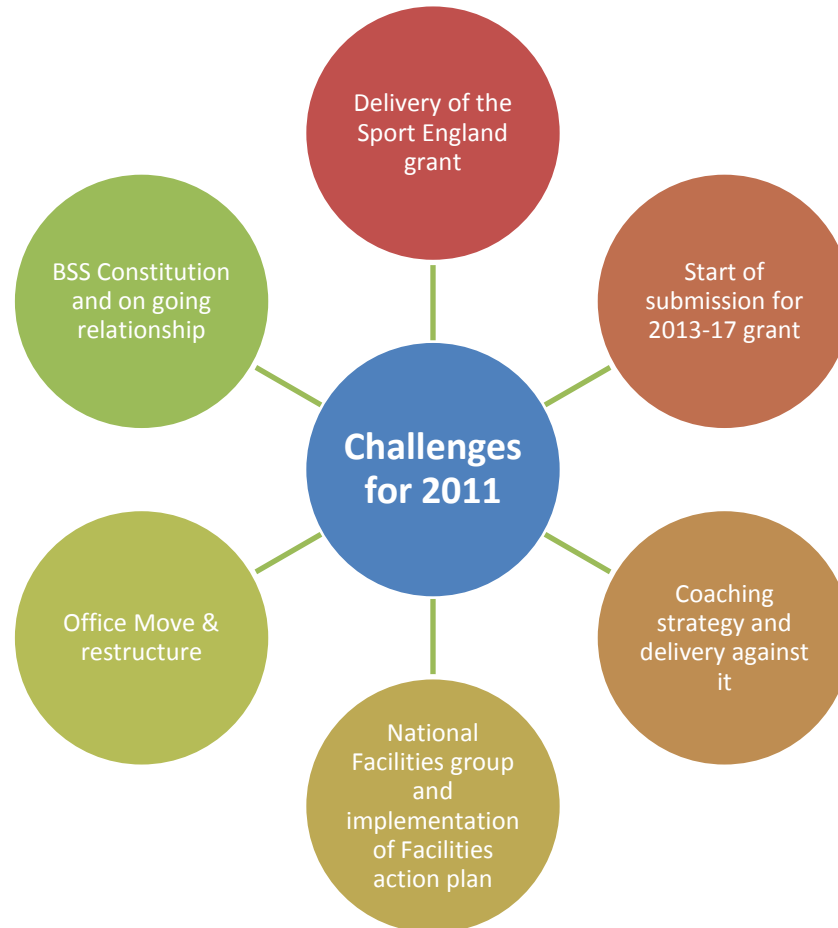 Delivery of the
Sport England
grant
BSS Constitution
and on going
relationship
Start of
submission for
2013-17 grant
Challenges
for 2011
Office Move &
restructure
Coaching
strategy and
delivery against
it
National
Facilities group
and
implementation
of Facilities
action plan